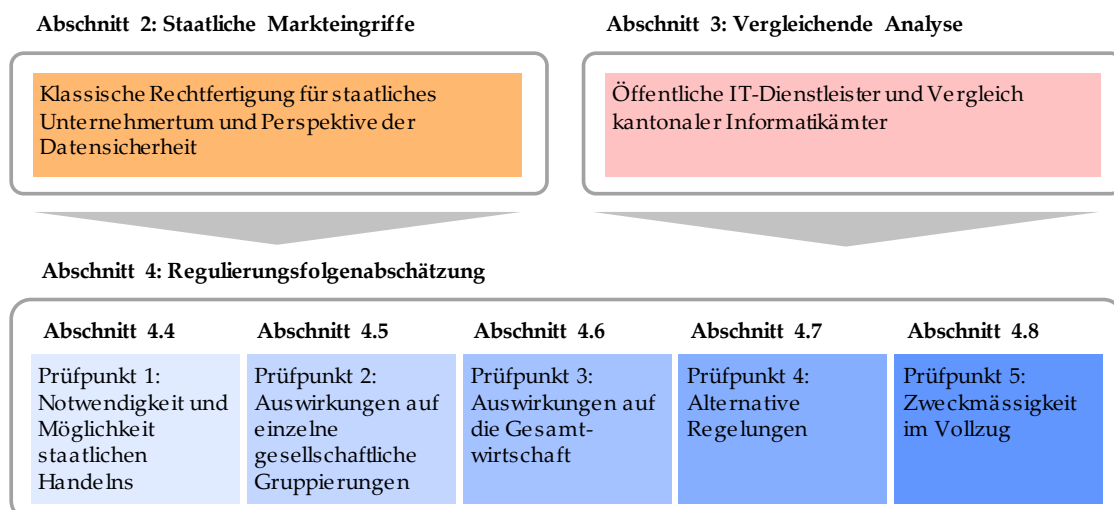 Abschnitt 2: Staatliche Markteingriffe
Klassische Rechtfertigung für staatliches
Unternehmertum und Perspektive der
Datensicherheit
Abschnitt 3: Vergleichende Analyse
Öffentliche IT-Dienstleister und Vergleich
kantonaler Informatikämter
Abschnitt 4: Regulierungsfolgenabschätzung
Abschnitt 4.4
Prüfpunkt 1:
Notwendigkeit und
Möglichkeit
staatlichen
Handelns
Abschnitt 4.5
Prüfpunkt 2:
Auswirkungen auf
einzelne
gesellschaftliche
Gruppierungen
Abschnitt 4.6
Prüfpunkt 3:
Auswirkungen auf
die Gesamt-
wirtschaft
Abschnitt 4.7
Prüfpunkt 4:
Alternative
Regelungen
Abschnitt 4.8
Prüfpunkt 5:
Zweckmässigkeit
im Vollzug